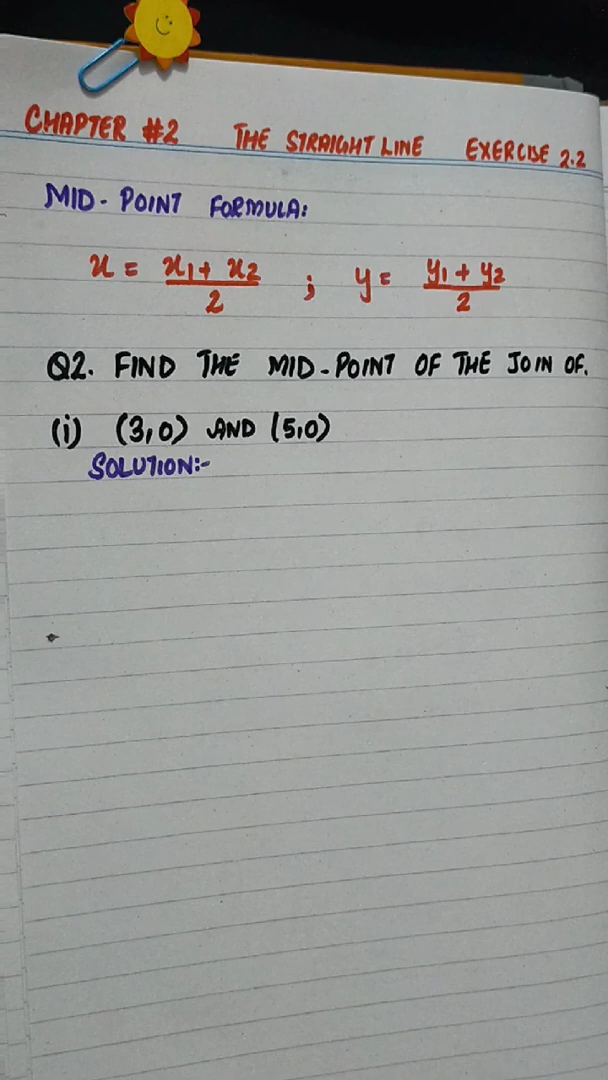 CHAPTER #2 THE STRAIGHT LINE EXERCISE 2.2
MID-POINT FORMULA:
x = x1 + x2 / 2 ; y = y1 + y2 / 2
Q2. FIND THE MID-POINT OF THE JOIN OF.
(i) (3,0) AND (5,0)
SOLUTION:-